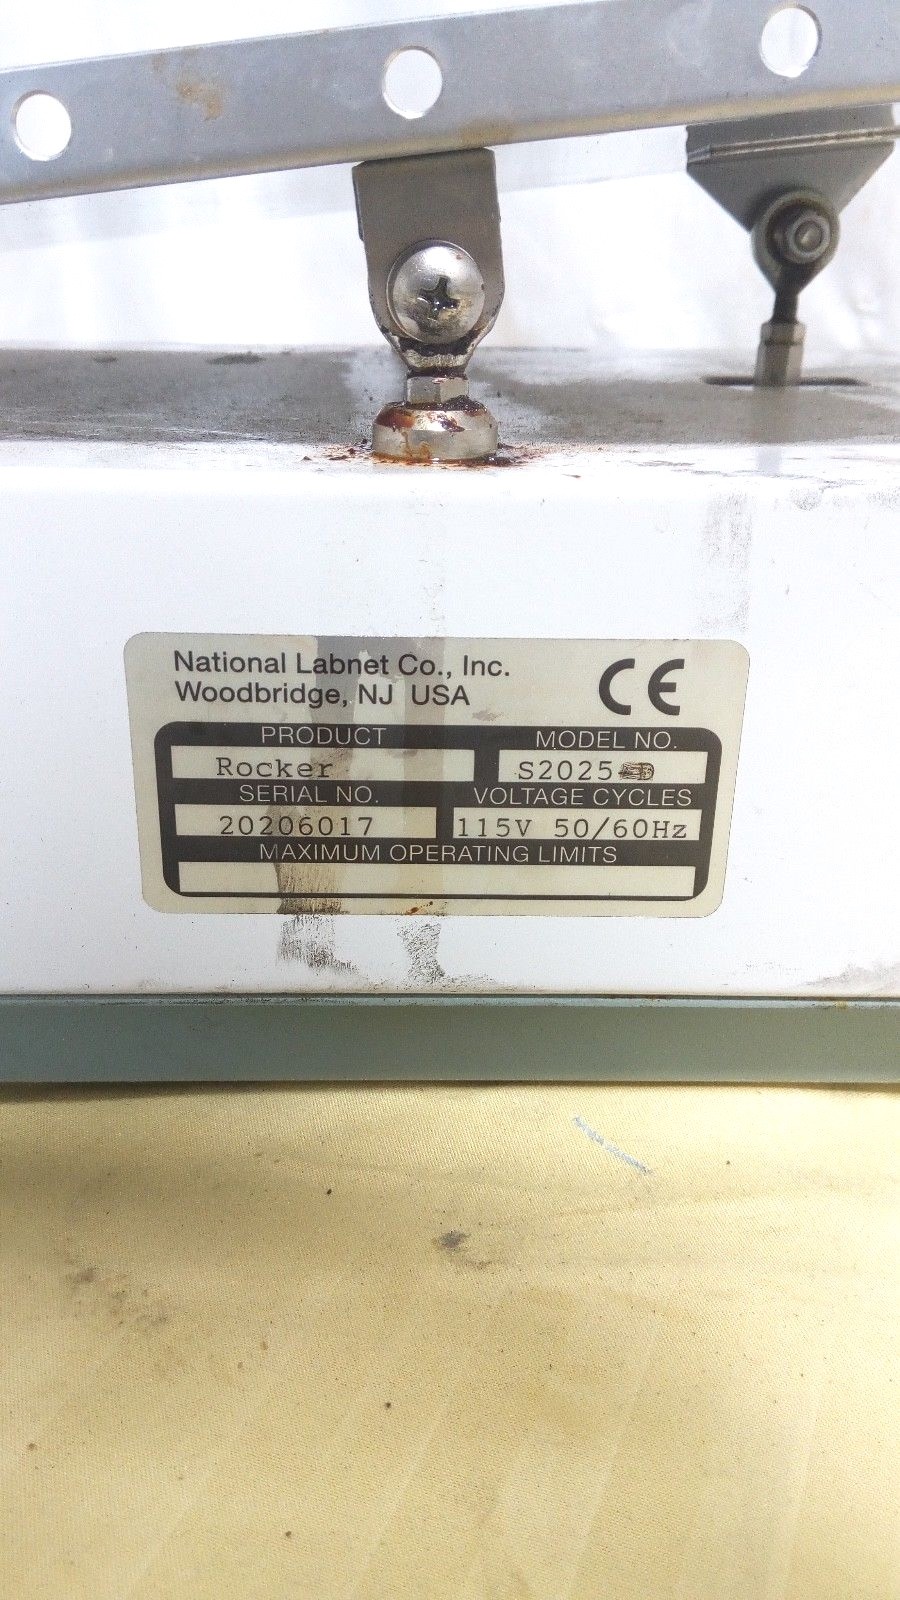 National Labnet Co., Inc.
Woodbridge, NJ USA
CE
PRODUCT MODEL NO.
Rocker S2025
SERIAL NO. VOLTAGE CYCLES
20206017 115V 50/60Hz
MAXIMUM OPERATING LIMITS